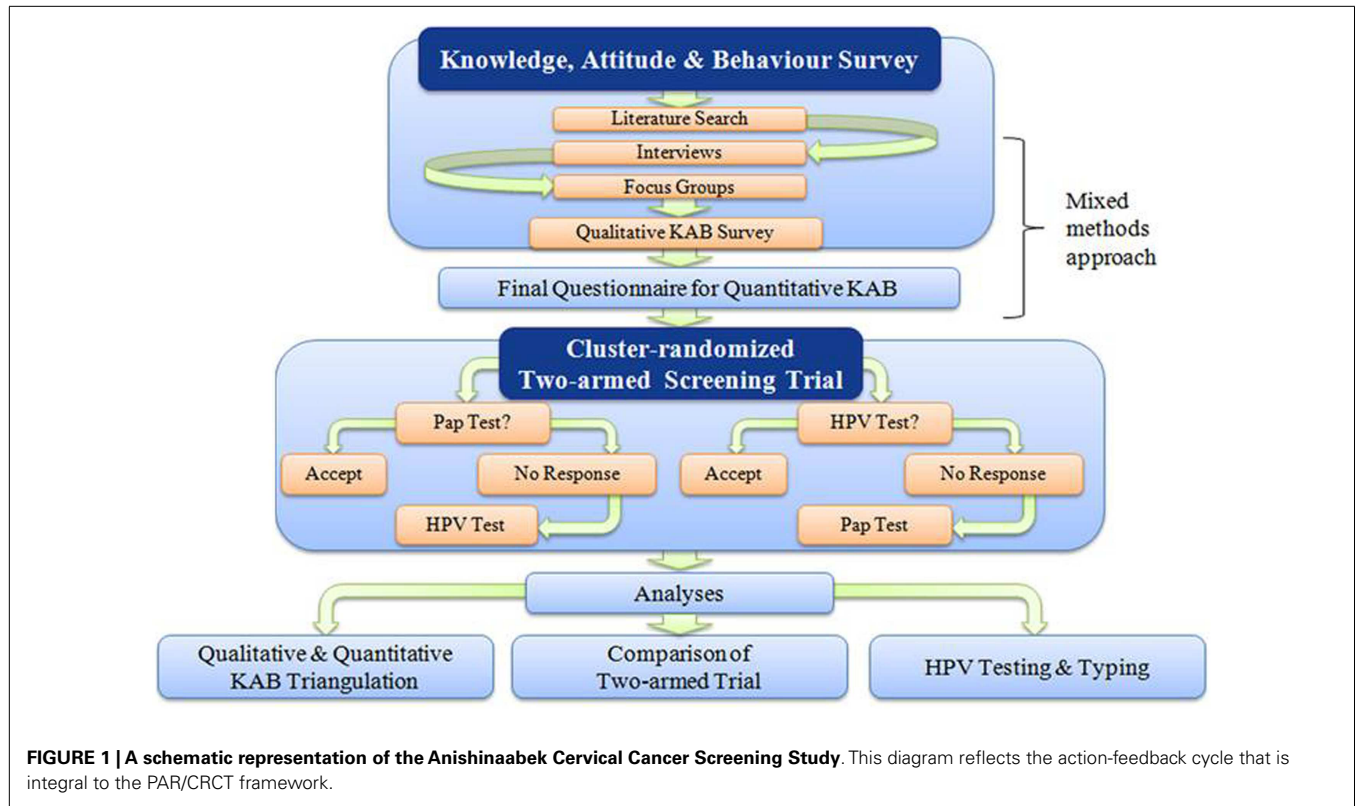 Knowledge, Attitude & Behaviour Survey
Literature Search
Interviews
Focus Groups
Qualitative KAB Survey
Mixed
methods
approach
Final Questionnaire for Quantitative KAB
Cluster-randomized
Two-armed Screening Trial
Pap Test?
HPV Test?
Accept
No Response
Accept
No Response
HPV Test
Pap Test
Analyses
Qualitative & Quantitative
KAB Triangulation
Comparison of
Two-armed Trial
HPV Testing & Typing
FIGURE 1 | A schematic representation of the Anishinaabek Cervical Cancer Screening Study. This diagram reflects the action-feedback cycle that is
integral to the PAR/CRCT framework.